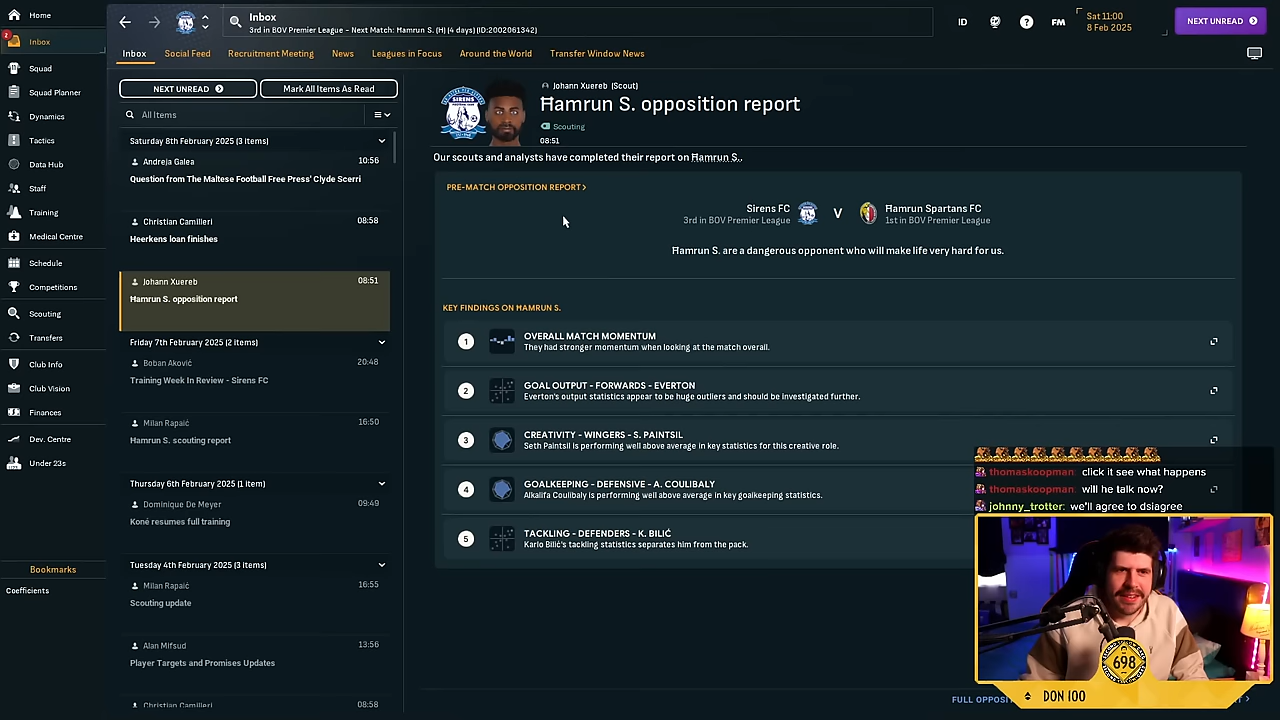 Home
2
Inbox
Squad
Squad Planner
Dynamics
Tactics
Data Hub
Staff
Training
Medical Centre
Schedule
Competitions
Scouting
Transfers
Club Info
Club Vision
Finances
Dev. Centre
Under 23s
Bookmarks
Coefficients
Inbox
3rd in BOV Premier League - Next Match: Ħamrun S. (H) (4 days) (ID:2002061342)
ID
?
FM
Sat 11:00
8 Feb 2025
NEXT UNREAD
Inbox
Social Feed
Recruitment Meeting
News
Leagues in Focus
Around the World
Transfer Window News
NEXT UNREAD
Mark All Items As Read
All Items
Saturday 8th February 2025 (3 items)
Andreja Galea 10:56
Question from The Maltese Football Free Press' Clyde Scerri
Christian Camilleri 08:58
Heerkens loan finishes
Johann Xuereb 08:51
Ħamrun S. opposition report
Friday 7th February 2025 (2 items)
Boban Aković 20:48
Training Week In Review - Sirens FC
Milan Rapaić 16:50
Ħamrun S. scouting report
Thursday 6th February 2025 (1 item)
Dominique De Meyer 09:49
Koné resumes full training
Tuesday 4th February 2025 (3 items)
Milan Rapaić 16:55
Scouting update
Alan Mifsud 13:56
Player Targets and Promises Updates
Christian Camilleri 08:58
SIRENS
Johann Xuereb (Scout)
Ħamrun S. opposition report
Scouting
08:51
Our scouts and analysts have completed their report on Ħamrun S..
PRE-MATCH OPPOSITION REPORT >
Sirens FC
3rd in BOV Premier League
V
Ħamrun Spartans FC
1st in BOV Premier League
Ħamrun S. are a dangerous opponent who will make life very hard for us.
KEY FINDINGS ON ĦAMRUN S.
1
OVERALL MATCH MOMENTUM
They had stronger momentum when looking at the match overall.
2
GOAL OUTPUT - FORWARDS - EVERTON
Everton's output statistics appear to be huge outliers and should be investigated further.
3
CREATIVITY - WINGERS - S. PAINTSIL
Seth Paintsil is performing well above average in key statistics for this creative role.
4
GOALKEEPING - DEFENSIVE - A. COULIBALY
Alkalifa Coulibaly is performing well above average in key goalkeeping statistics.
5
TACKLING - DEFENDERS - K. BILIĆ
Karlo Bilić's tackling statistics separates him from the pack.
thomaskoopman: click it see what happens
thomaskoopman: will he talk now?
johnny_trotter: we'll agree to dsiagree
698
DON 100
FULL OPPOSI